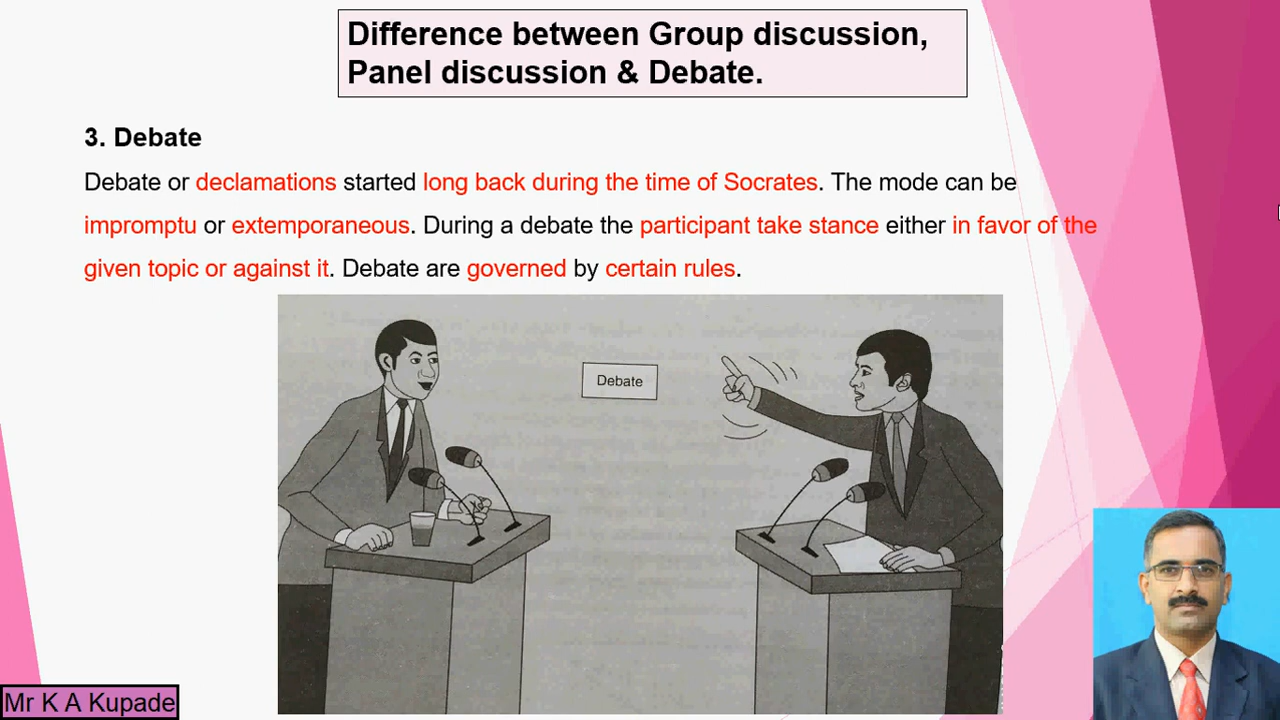 Difference between Group discussion,
Panel discussion & Debate.
3. Debate
Debate or declamations started long back during the time of Socrates. The mode can be
impromptu or extemporaneous. During a debate the participant take stance either in favor of the
given topic or against it. Debate are governed by certain rules.
Debate
Mr K A Kupade